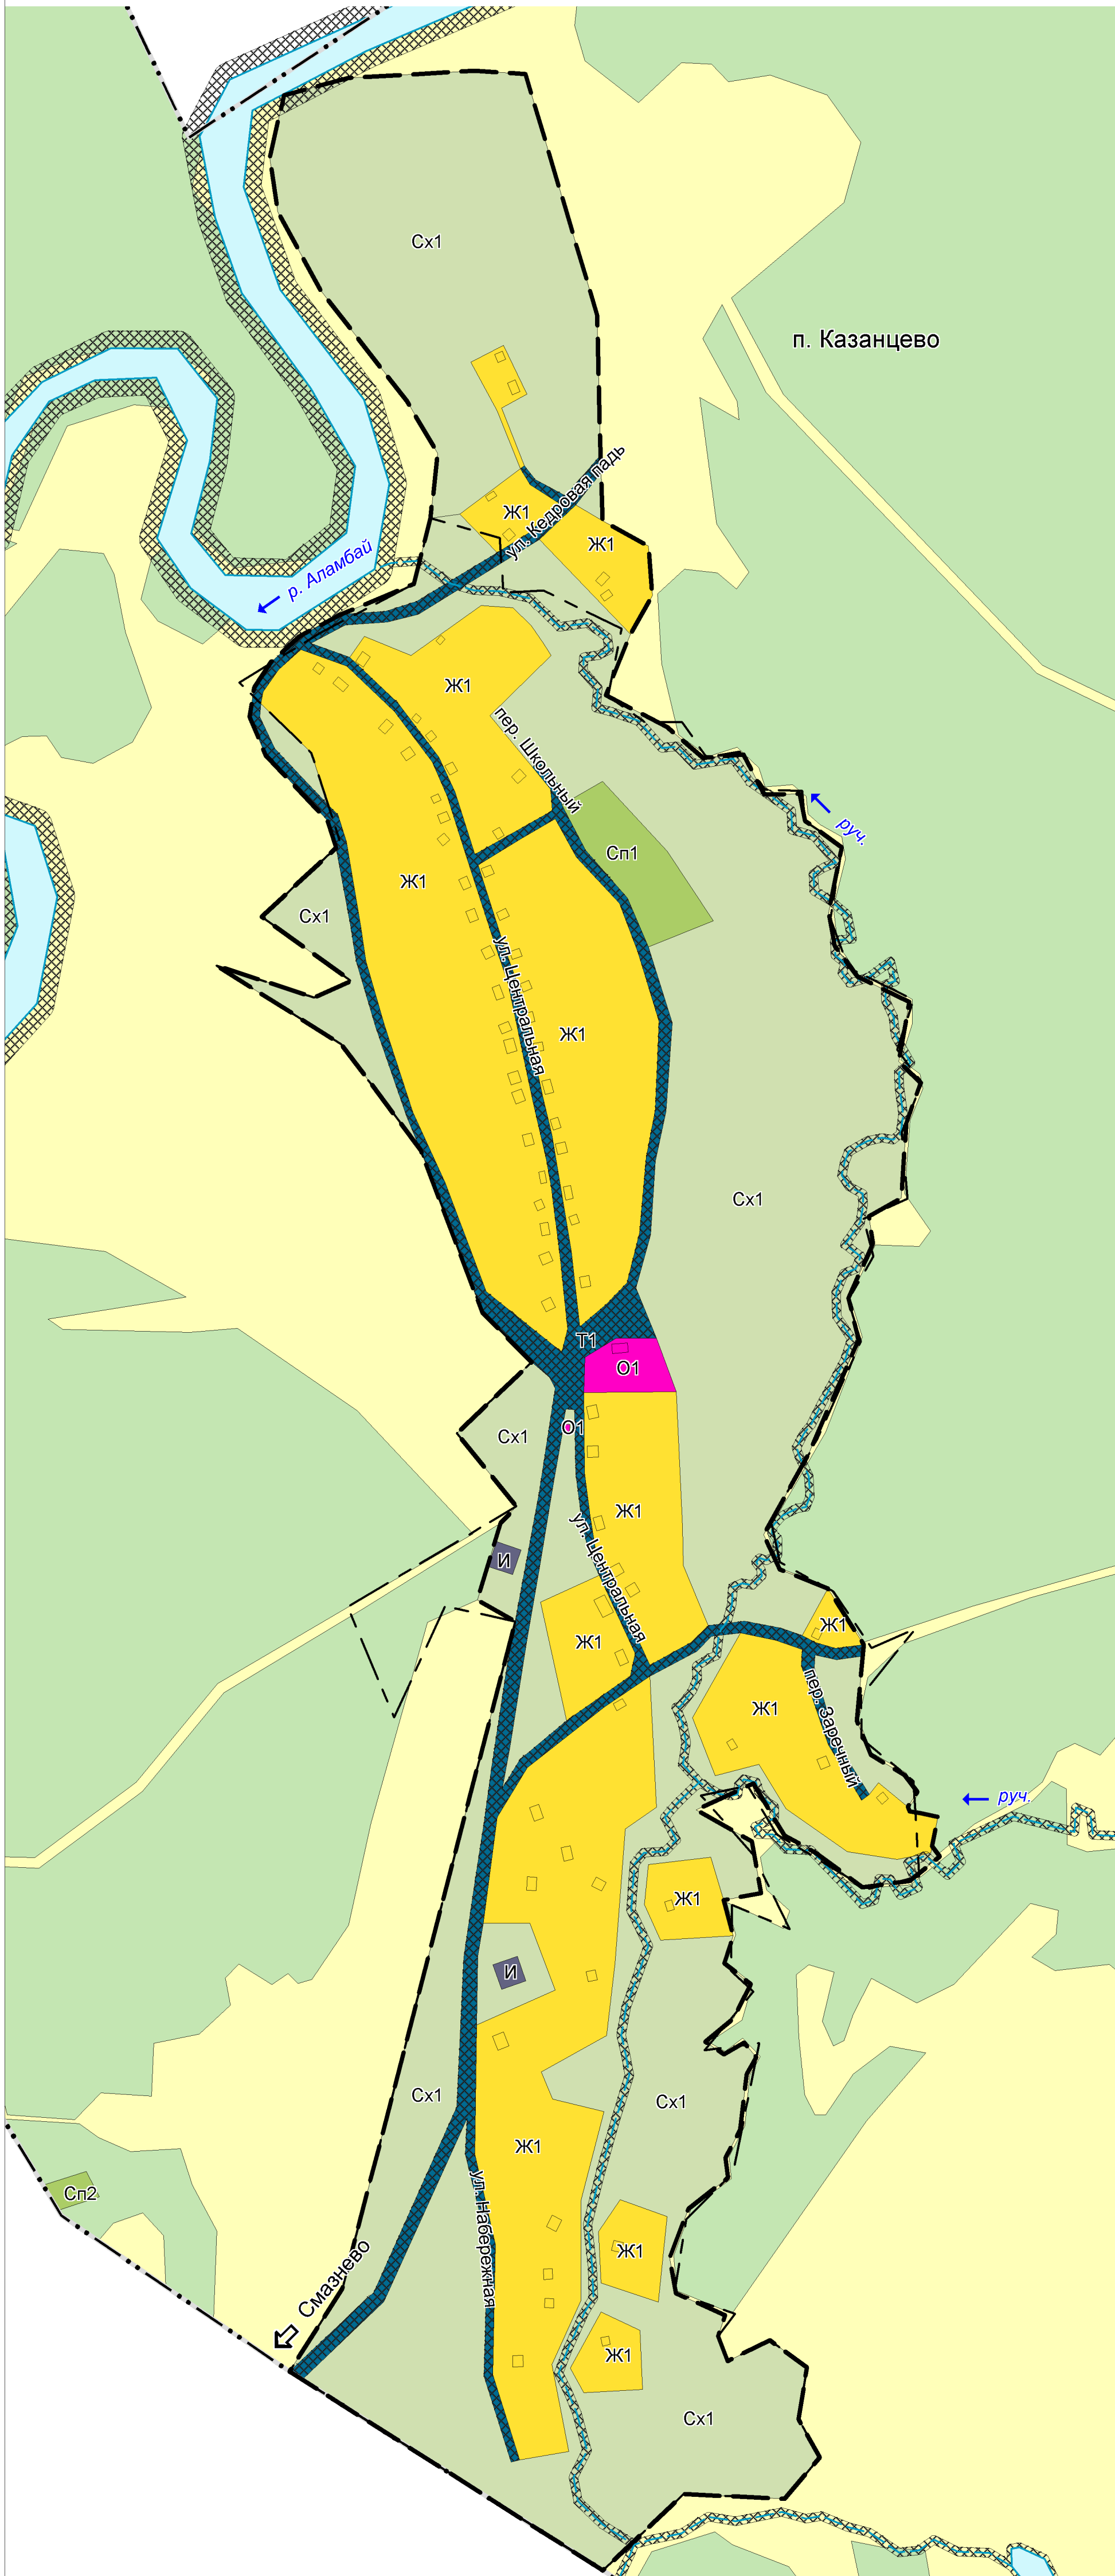 Сх1
п. Казанцево
ул. Кедровая падь
Ж1
Ж1
р. Аламбай
Ж1
пер. Школьный
руч.
Сп1
Ж1
Сх1
ул. Центральная
Ж1
Сх1
Т1
О1
О1
Сх1
Ж1
ул. Центральная
И
Ж1
Ж1
Ж1
пер. Заречный
руч.
Ж1
И
Сх1
Сх1
Ж1
Сп2
ул. Набережная
Ж1
Смазнево
Ж1
Сх1